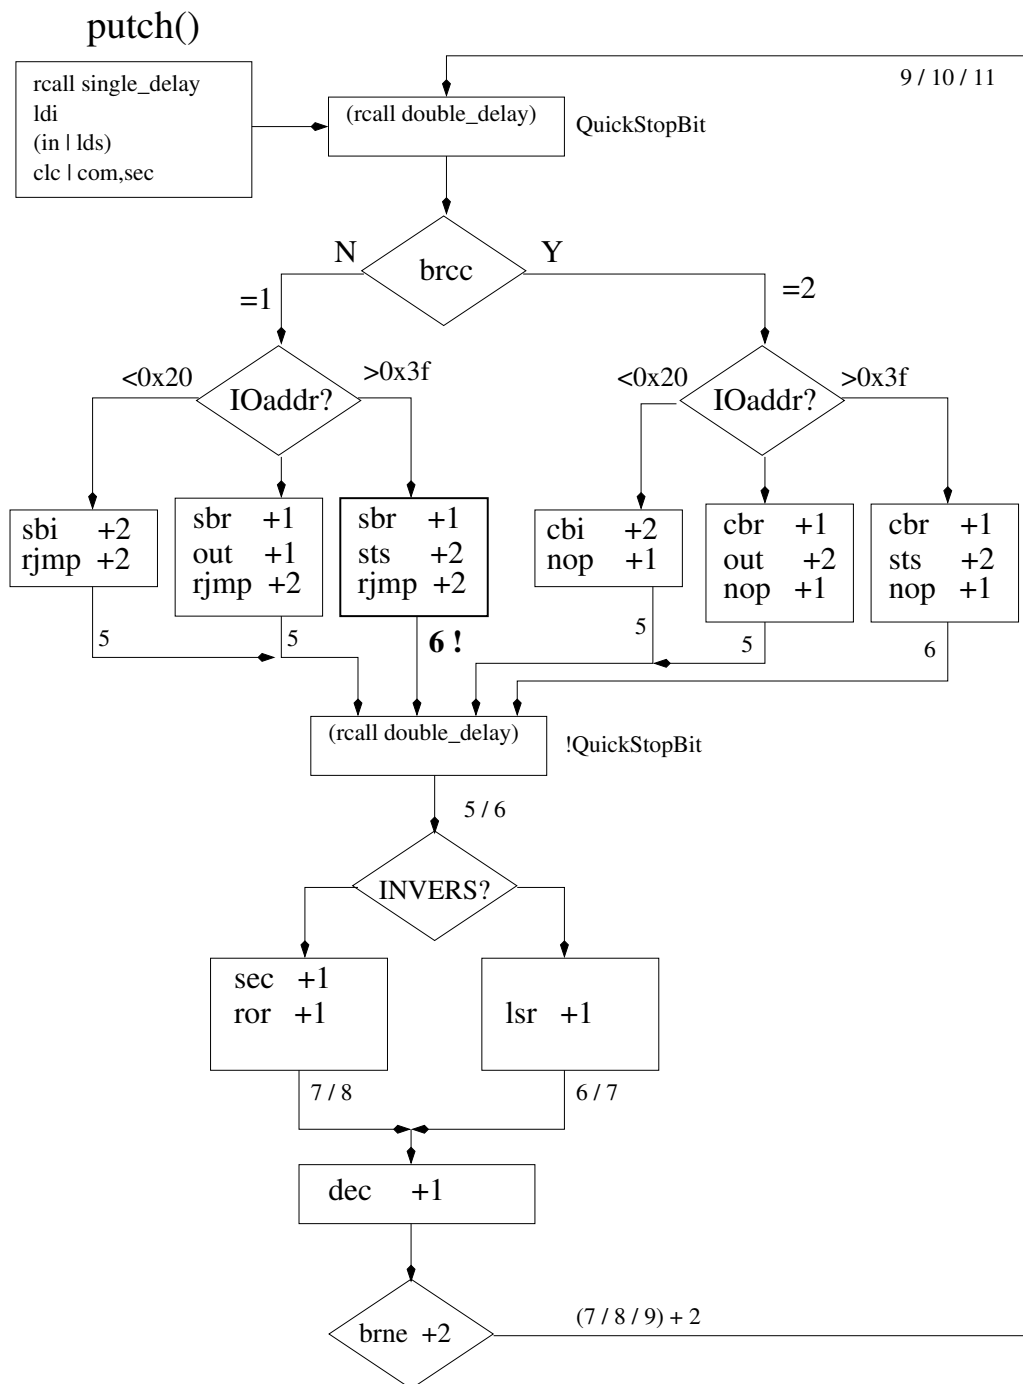 putch()
rcall single_delay
ldi
(in | lds)
clc | com,sec
(rcall double_delay)
QuickStopBit
9 / 10 / 11
N
brcc
Y
=1
=2
<0x20
IOaddr?
>0x3f
<0x20
IOaddr?
>0x3f
sbi +2
rjmp +2
sbr +1
out +1
rjmp +2
sbr +1
sts +2
rjmp +2
cbi +2
nop +1
cbr +1
out +2
nop +1
cbr +1
sts +2
nop +1
5
5
6 !
5
5
6
(rcall double_delay)
!QuickStopBit
5 / 6
INVERS?
sec +1
ror +1
lsr +1
7 / 8
6 / 7
dec +1
brne +2
(7 / 8 / 9) + 2